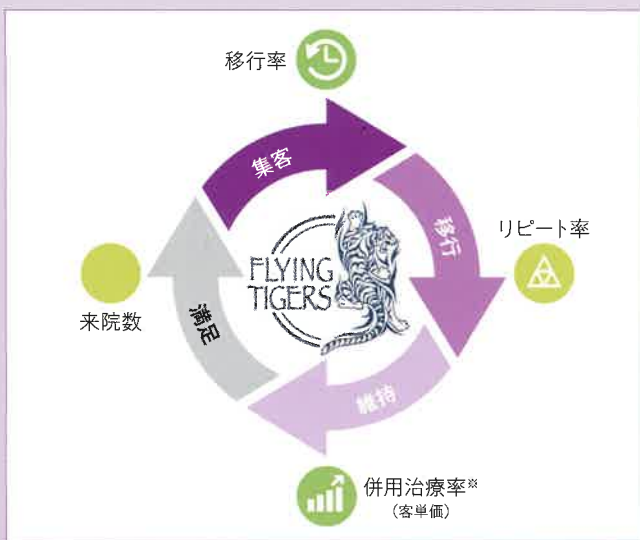 移行率
集客
移行
リピート率
FLYING
TIGERS
来院数
満足
維持
併用治療率※
(客単価)